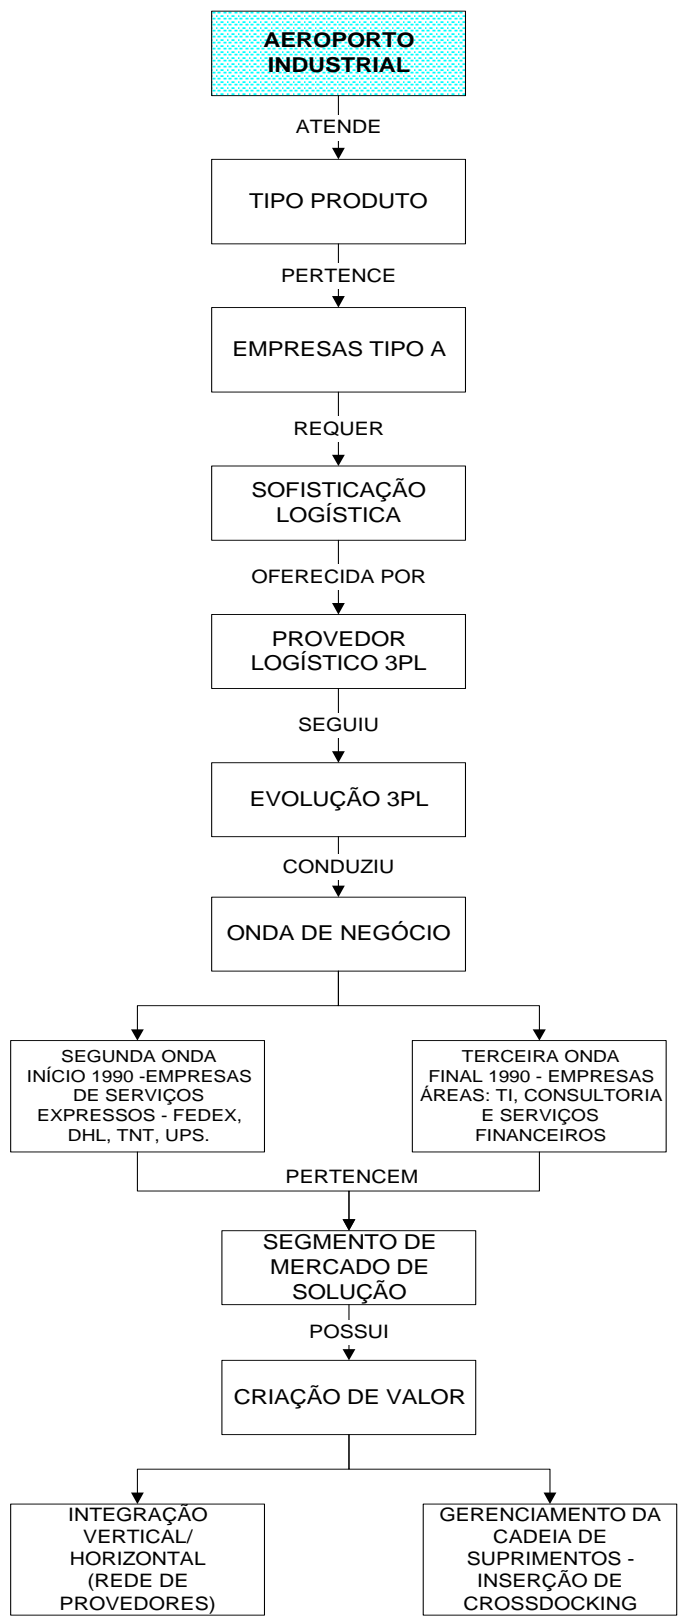 AEROPORTO
INDUSTRIAL
ATENDE
TIPO PRODUTO
PERTENCE
EMPRESAS TIPO A
REQUER
SOFISTICAÇÃO
LOGÍSTICA
OFERECIDA POR
PROVEDOR
LOGÍSTICO 3PL
SEGUIU
EVOLUÇÃO 3PL
CONDUZIU
ONDA DE NEGÓCIO
SEGUNDA ONDA
INÍCIO 1990 -EMPRESAS
DE SERVIÇOS
EXPRESSOS - FEDEX,
DHL, TNT, UPS.
TERCEIRA ONDA
FINAL 1990 - EMPRESAS
ÁREAS: TI, CONSULTORIA
E SERVIÇOS
FINANCEIROS
PERTENCEM
SEGMENTO DE
MERCADO DE
SOLUÇÃO
POSSUI
CRIAÇÃO DE VALOR
INTEGRAÇÃO
VERTICAL/
HORIZONTAL
(REDE DE
PROVEDORES)
GERENCIAMENTO DA
CADEIA DE
SUPRIMENTOS -
INSERÇÃO DE
CROSSDOCKING